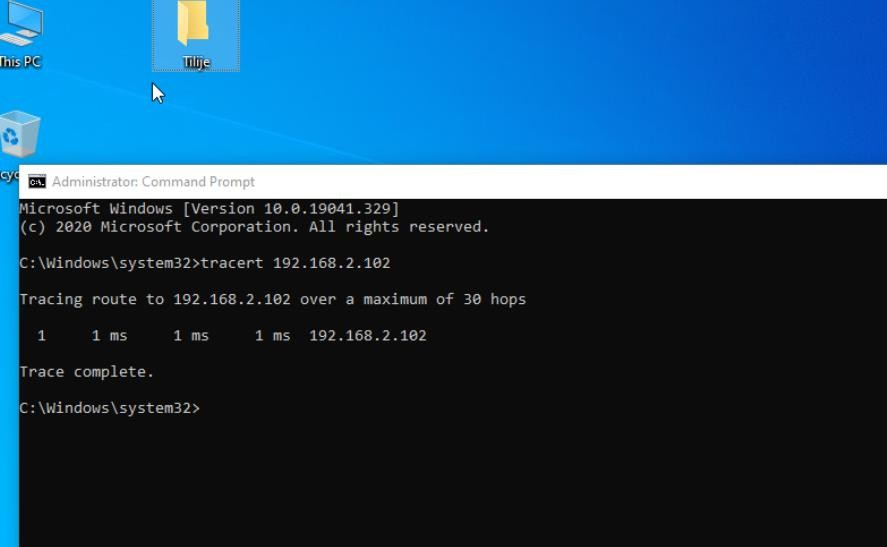 This PC
Tilije
Administrator: Command Prompt
Microsoft Windows [Version 10.0.19041.329]
(c) 2020 Microsoft Corporation. All rights reserved.
C:\Windows\system32>tracert 192.168.2.102
Tracing route to 192.168.2.102 over a maximum of 30 hops
1 1 ms 1 ms 1 ms 192.168.2.102
Trace complete.
C:\Windows\system32>